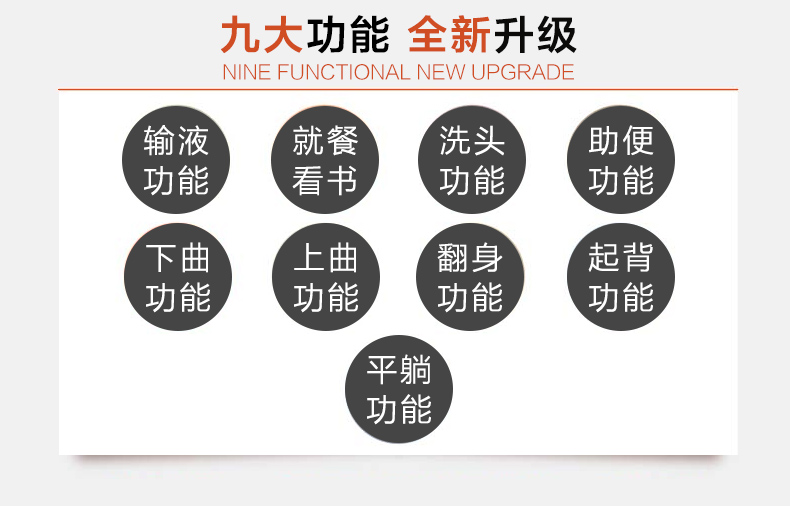 九大功能 全新升级
NINE FUNCTIONAL NEW UPGRADE
输液
功能
就餐
看书
洗头
功能
助便
功能
下曲
功能
上曲
功能
翻身
功能
起背
功能
平躺
功能